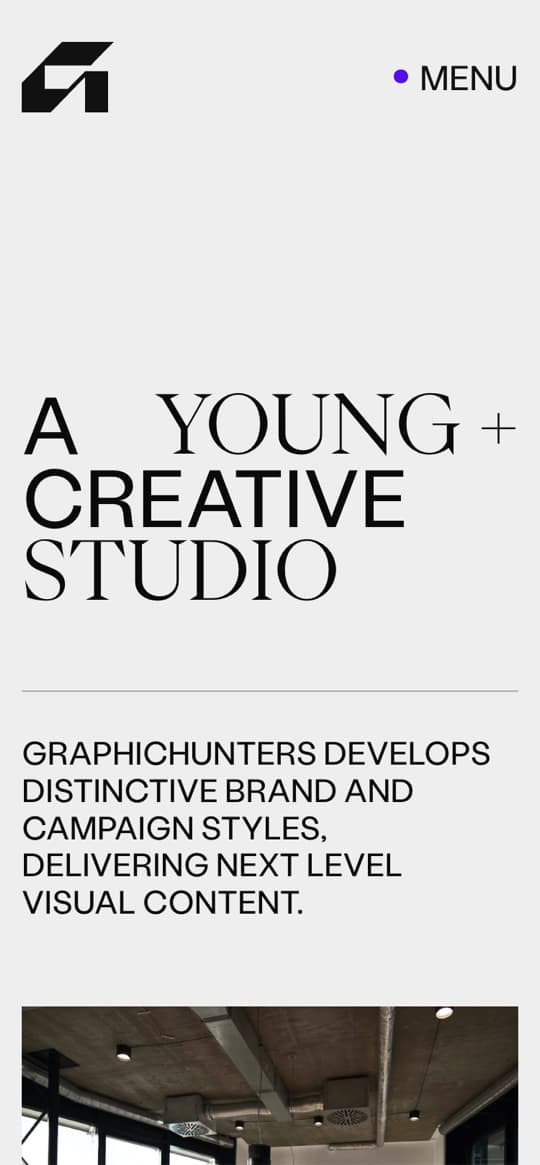 MENU
A YOUNG +
CREATIVE
STUDIO
GRAPHICHUNTERS DEVELOPS
DISTINCTIVE BRAND AND
CAMPAIGN STYLES,
DELIVERING NEXT LEVEL
VISUAL CONTENT.